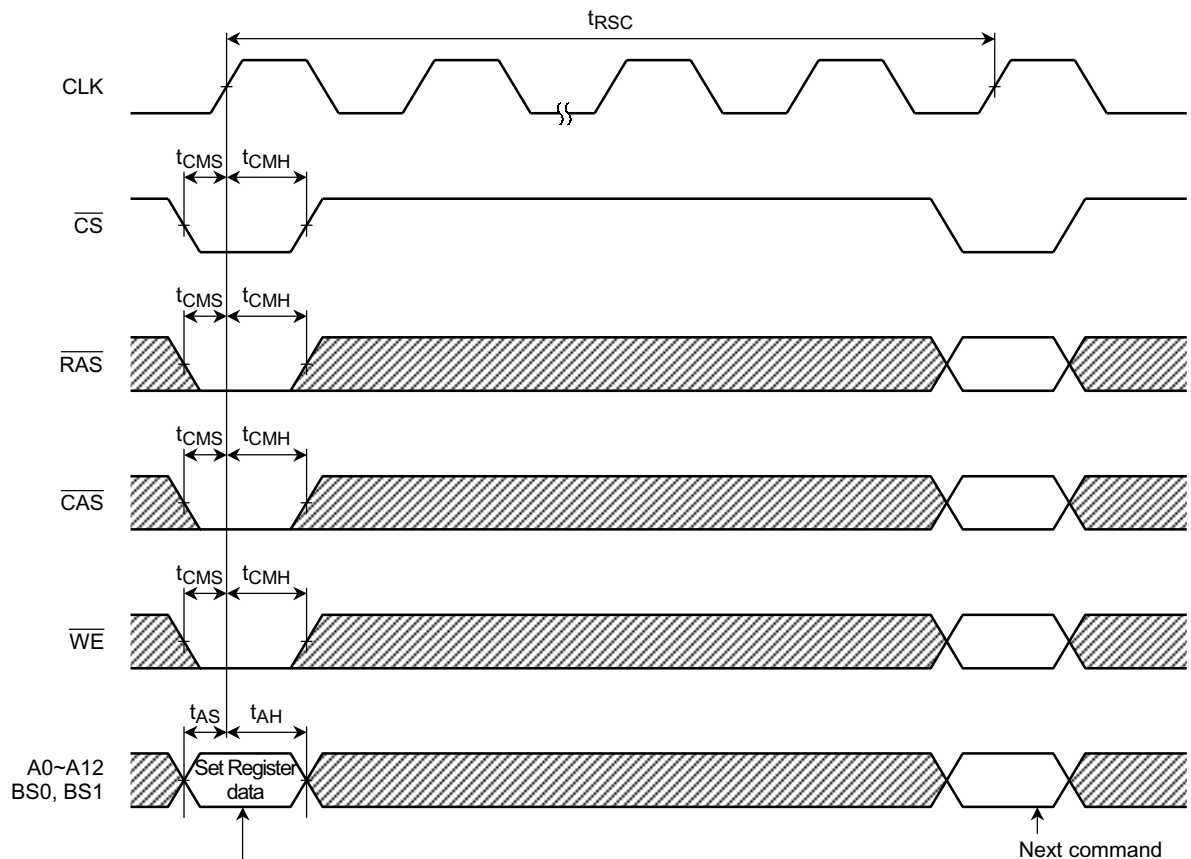 tRSC
CLK
tCMS tCMH
CS
tCMS tCMH
RAS
tCMS tCMH
CAS
tCMS tCMH
WE
tAS tAH
A0~A12
BS0, BS1
Set Register
data
Next command